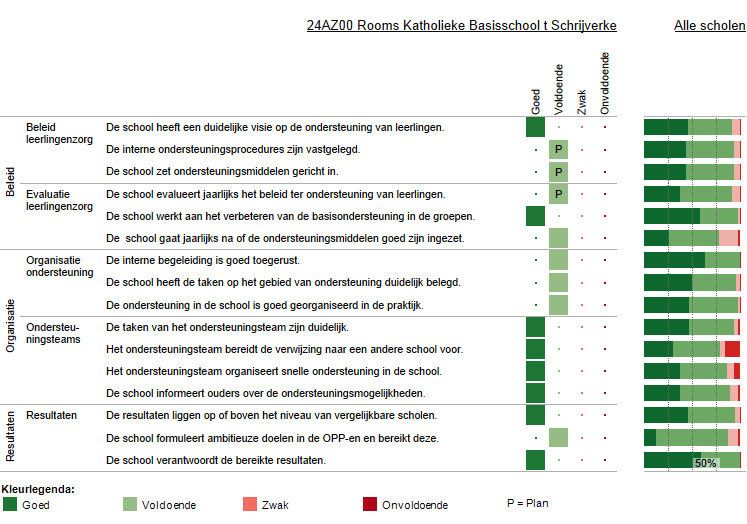 24AZ00 Rooms Katholieke Basisschool t Schrijverke Alle scholen
Goed Voldoende Zwak Onvoldoende
Beleid
Beleid leerlingenzorg
De school heeft een duidelijke visie op de ondersteuning van leerlingen.
De interne ondersteuningsprocedures zijn vastgelegd. P
De school zet ondersteuningsmiddelen gericht in. P
Evaluatie leerlingenzorg
De school evalueert jaarlijks het beleid ter ondersteuning van leerlingen. P
De school werkt aan het verbeteren van de basisondersteuning in de groepen.
De school gaat jaarlijks na of de ondersteuningsmiddelen goed zijn ingezet.
Organisatie
Organisatie ondersteuning
De interne begeleiding is goed toegerust.
De school heeft de taken op het gebied van ondersteuning duidelijk belegd.
De ondersteuning in de school is goed georganiseerd in de praktijk.
Ondersteu-
ningsteams
De taken van het ondersteuningsteam zijn duidelijk.
Het ondersteuningsteam bereidt de verwijzing naar een andere school voor.
Het ondersteuningsteam organiseert snelle ondersteuning in de school.
De school informeert ouders over de ondersteuningsmogelijkheden.
Resultaten
Resultaten
De resultaten liggen op of boven het niveau van vergelijkbare scholen.
De school formuleert ambitieuze doelen in de OPP-en en bereikt deze.
De school verantwoordt de bereikte resultaten.
50%
Kleurlegenda:
Goed Voldoende Zwak Onvoldoende P = Plan